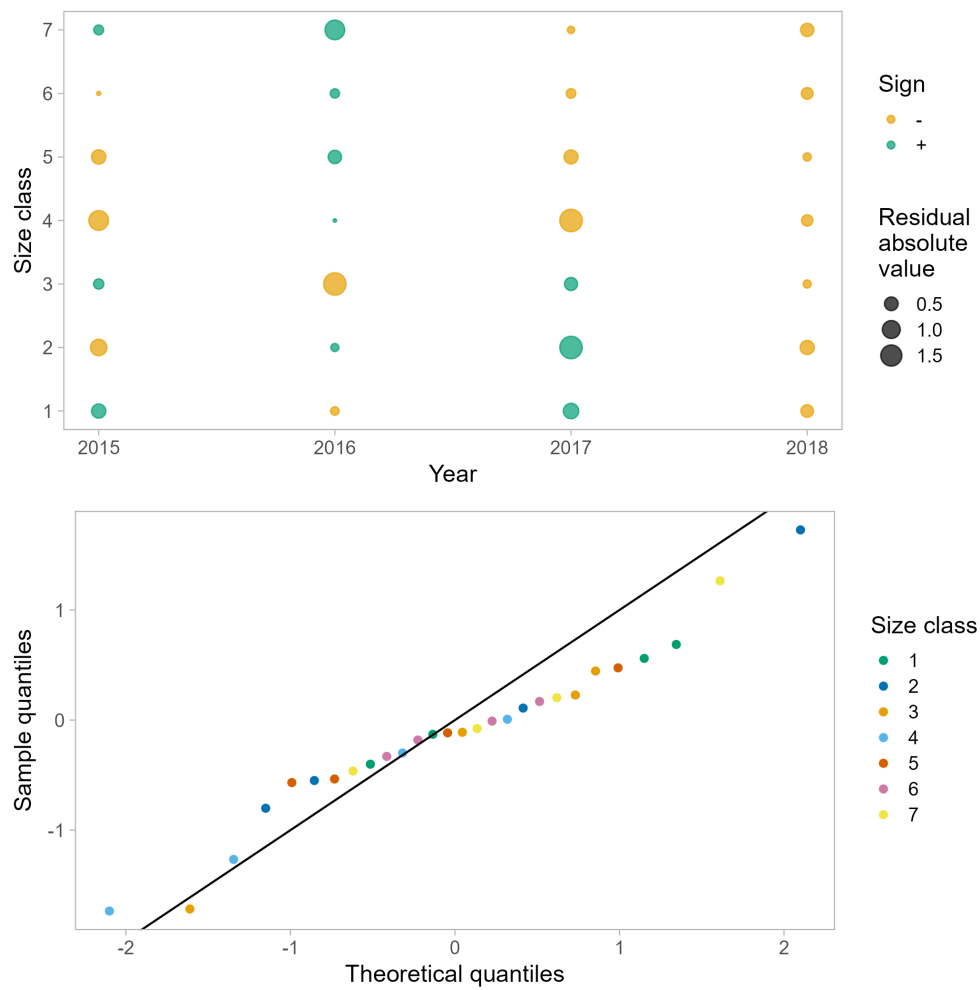 7
6
5
4
3
2
1
Size class
2015 2016 2017 2018
Year
Sign
-
+
Residual
absolute
value
0.5
1.0
1.5
1
0
-1
Sample quantiles
-2 -1 0 1 2
Theoretical quantiles
Size class
1
2
3
4
5
6
7